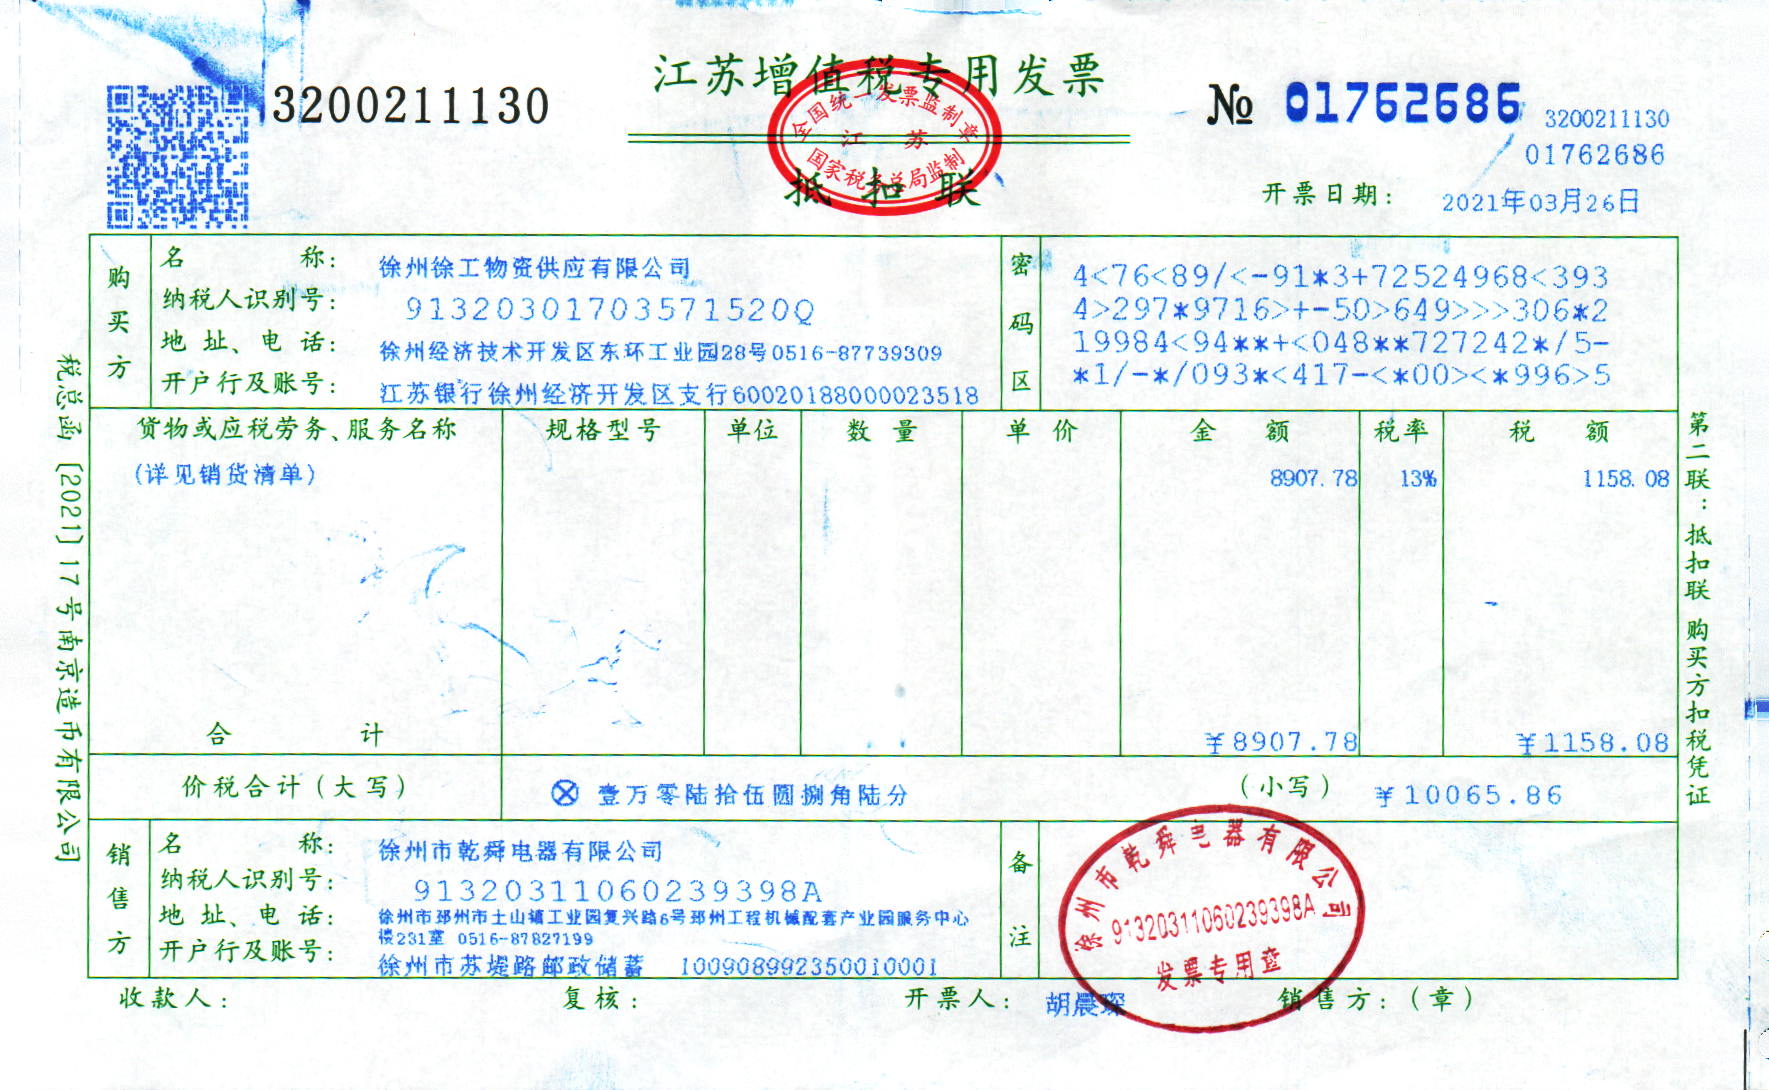 3200211130
江苏增值税专用发票
全国统一发票监制章
江 苏
国家税务总局监制
抵扣联
№ 01762686
3200211130
01762686
开票日期: 2021年03月26日
购买方
名 称: 徐州徐工物资供应有限公司
纳税人识别号: 91320301703571520Q
地 址、电 话: 徐州经济技术开发区东环工业园28号0516-87739309
开户行及账号: 江苏银行徐州经济开发区支行60020188000023518
密码区
4<76<89/<-91*3+72524968<393
4>297*9716>+-50>649>>>306*2
19984<94**+<048**727242*/5-
*1/-*/093*<417-<*00><*996>5
货物或应税劳务、服务名称 规格型号 单位 数 量 单 价 金 额 税率 税 额
(详见销货清单) 8907.78 13% 1158.08
合 计 ¥8907.78 ¥1158.08
价税合计(大写) ⊗ 壹万零陆拾伍圆捌角陆分 (小写) ¥10065.86
销售方
名 称: 徐州市乾舜电器有限公司
纳税人识别号: 91320311060239398A
地 址、电 话: 徐州市邳州市土山镇工业园复兴路6号邳州工程机械配套产业园服务中心
楼231室 0516-87827199
开户行及账号: 徐州市苏堤路邮政储蓄 100908992350010001
备注
徐州市乾舜电器有限公司
91320311060239398A
发票专用章
收款人: 复核: 开票人: 胡晨琛 销售方:(章)
税总函〔2021〕17号南京造币有限公司
第二联:抵扣联 购买方扣税凭证